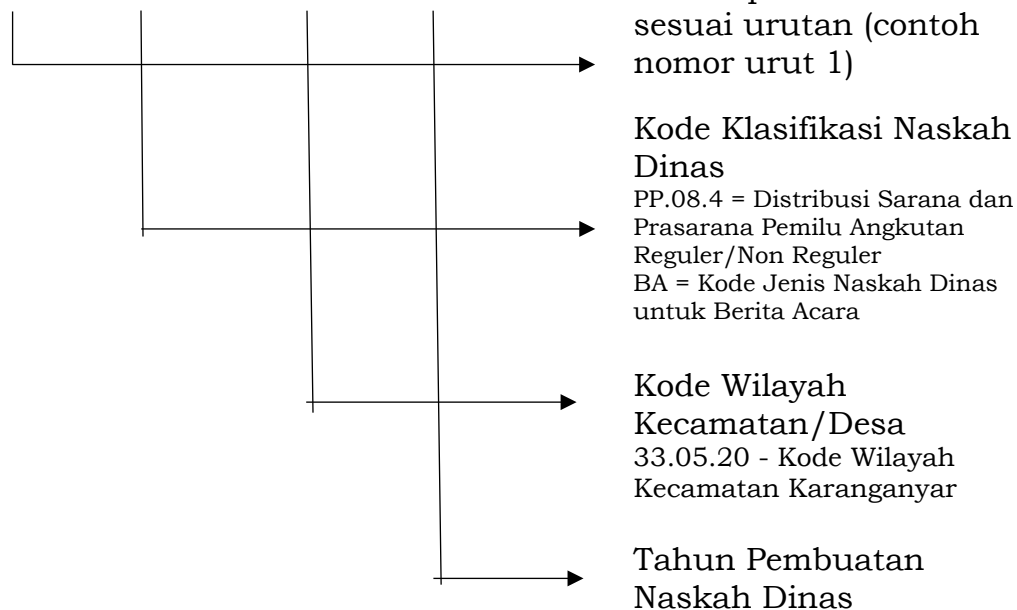 sesuai urutan (contoh
nomor urut 1)
Kode Klasifikasi Naskah
Dinas
PP.08.4 = Distribusi Sarana dan
Prasarana Pemilu Angkutan
Reguler/Non Reguler
BA = Kode Jenis Naskah Dinas
untuk Berita Acara
Kode Wilayah
Kecamatan/Desa
33.05.20 - Kode Wilayah
Kecamatan Karanganyar
Tahun Pembuatan
Naskah Dinas